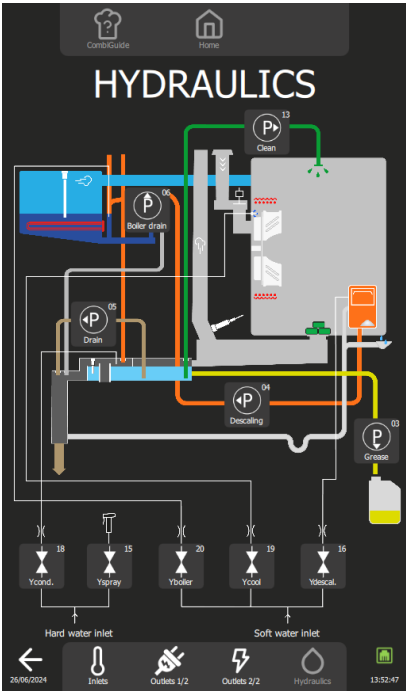 CombiGuide
Home
HYDRAULICS
13
P
Clean
06
P
Boiler drain
05
P
Drain
04
P
Descaling
03
P
Grease
18
Ycond.
15
Yspray
20
Yboiler
19
Ycool
16
Ydescal.
Hard water inlet
Soft water inlet
26/06/2024
Inlets
Outlets 1/2
Outlets 2/2
Hydraulics
13:52:47